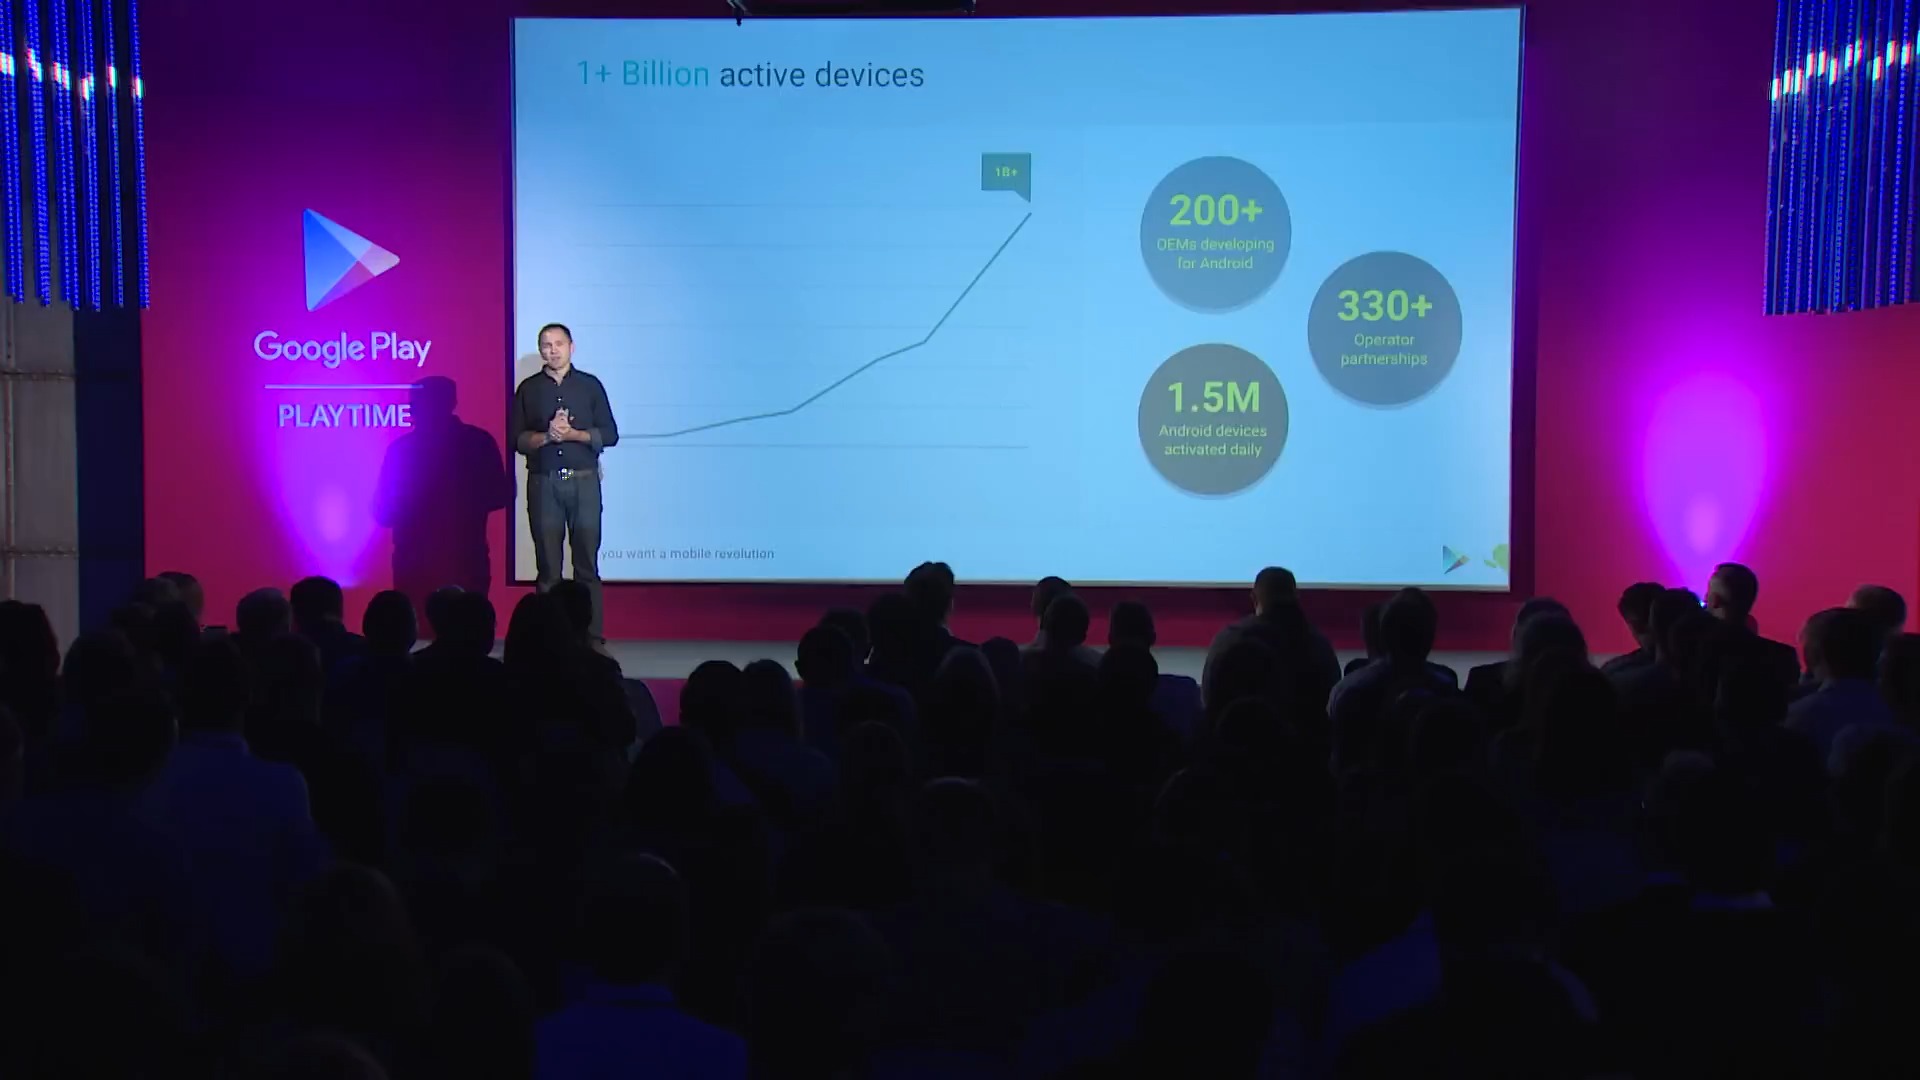 1+ Billion active devices
1B+
200+
OEMs developing
for Android
330+
Operator
partnerships
1.5M
Android devices
activated daily
you want a mobile revolution
Google Play
PLAYTIME